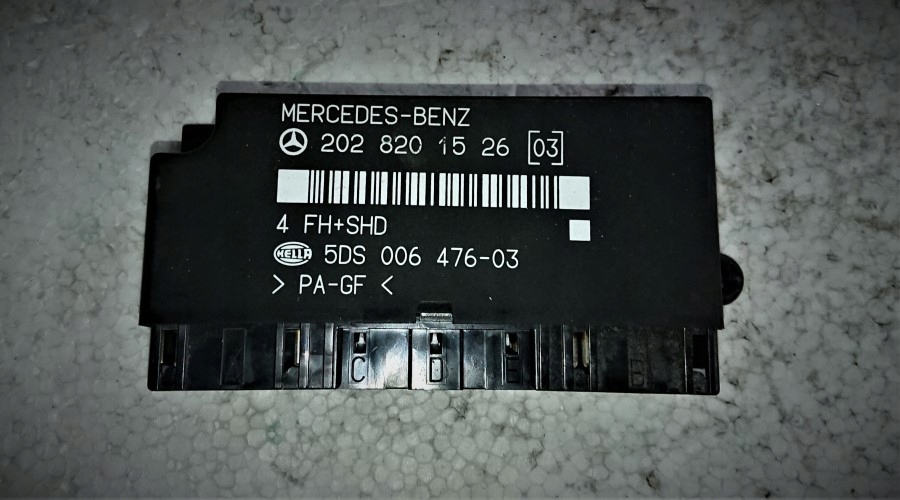 MERCEDES-BENZ
202 820 15 26 [03]
4 FH+SHD
HELLA 5DS 006 476-03
> PA-GF <
C D
B